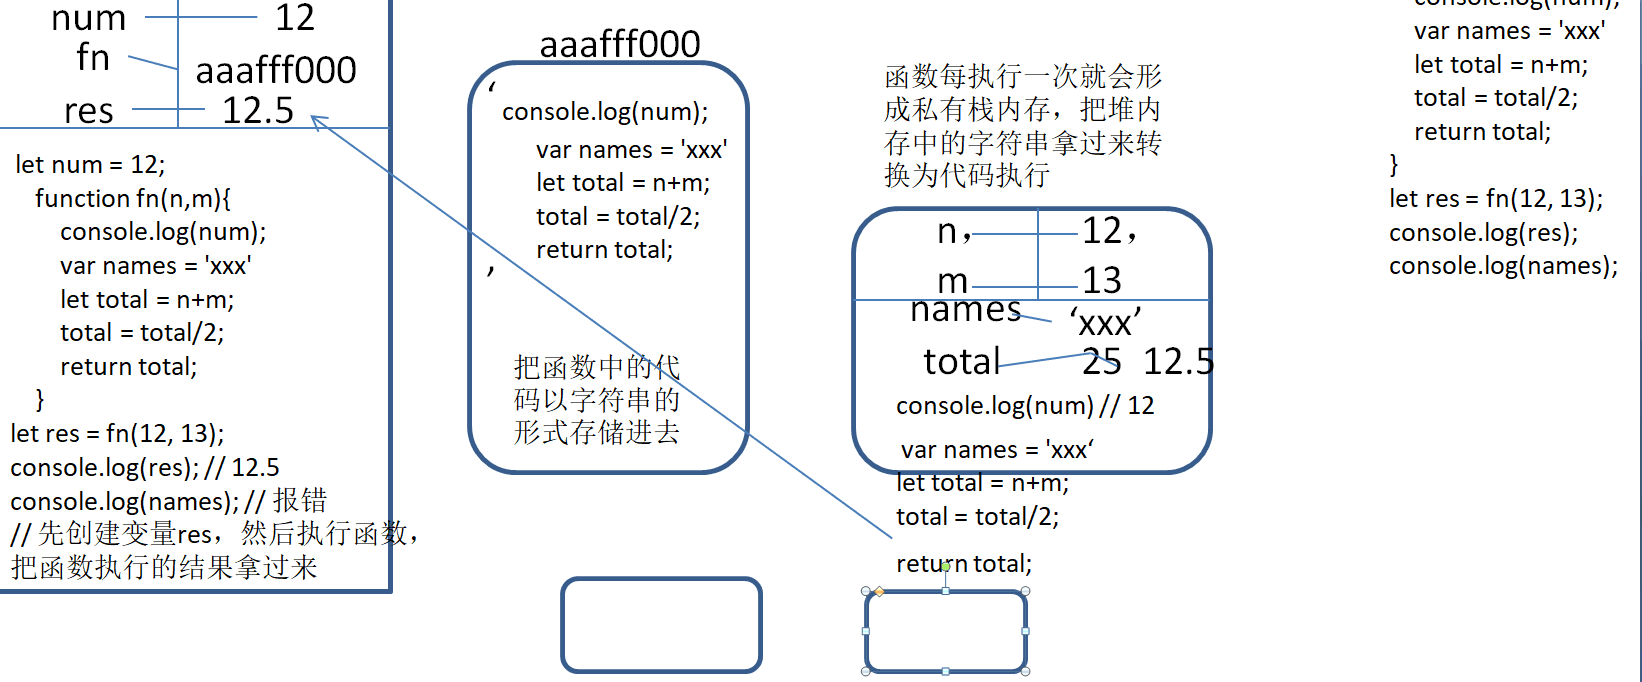 num 12
fn aaafff000
res 12.5
let num = 12;
function fn(n,m){
console.log(num);
var names = 'xxx'
let total = n+m;
total = total/2;
return total;
}
let res = fn(12, 13);
console.log(res); // 12.5
console.log(names); // 报错
// 先创建变量res，然后执行函数，
把函数执行的结果拿过来
aaafff000
‘
console.log(num);
var names = 'xxx'
let total = n+m;
total = total/2;
return total;
’
把函数中的代
码以字符串的
形式存储进去
函数每执行一次就会形
成私有栈内存，把堆内
存中的字符串拿过来转
换为代码执行
n， 12，
m 13
names ‘xxx’
total 25 12.5
console.log(num) // 12
var names = 'xxx‘
let total = n+m;
total = total/2;
return total;
console.log(num);
var names = 'xxx'
let total = n+m;
total = total/2;
return total;
}
let res = fn(12, 13);
console.log(res);
console.log(names);